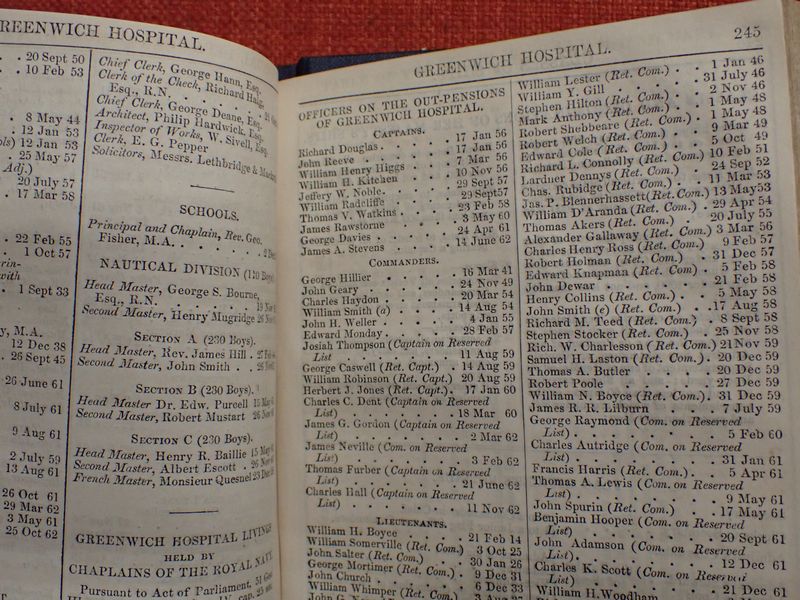 GREENWICH HOSPITAL.
20 Sept 50
10 Feb 53
8 May 44
12 Jan 53
12 Jan 53
25 May 57
Adj.)
20 July 57
17 Mar 58
22 Feb 55
1 Oct 57
with
1 Sept 33
M.A.
12 Dec 38
26 Sept 45
26 June 61
8 July 61
9 Aug 61
2 July 59
13 Aug 61
26 Oct 61
29 Mar 62
3 May 61
25 Oct 62
Chief Clerk, George Hann, Esq.
Clerk of the Check, Richard
Esq., R.N.
Chief Clerk, George Deane, Esq.
Architect, Philip Hardwick, Esq.
Inspector of Works, W. Sivell, Esq.
Clerk, E. G. Pepper
Solicitors, Messrs. Lethbridge &
SCHOOLS.
Principal and Chaplain, Rev. Geo.
Fisher, M.A. . .
NAUTICAL DIVISION (110 Boys)
Head Master, George S. Bourne,
Esq., R.N. . . .
Second Master, Henry Mugridge
SECTION A (230 Boys).
Head Master, Rev. James Hill
Second Master, John Smith
SECTION B (230 Boys).
Head Master Dr. Edw. Purcell
Second Master, Robert Mustart
SECTION C (230 Boys).
Head Master, Henry R. Baillie
Second Master, Albert Escott
French Master, Monsieur Quesnel
GREENWICH HOSPITAL LIVINGS
HELD BY
CHAPLAINS OF THE ROYAL NAVY.
Pursuant to Act of Parliament,
GREENWICH HOSPITAL.
245
OFFICERS ON THE OUT-PENSIONS
OF GREENWICH HOSPITAL.
CAPTAINS.
Richard Douglas . . . 17 Jan 56
John Reeve . . . 17 Jan 56
William Henry Higgs . . 7 Mar 56
William H. Kitchen . . 10 Nov 56
Jeffery W. Noble . . . 29 Sept 57
William Radcliffe . . . 29 Sept57
Thomas V. Watkins . . . 23 Feb 58
James Rawstorne . . . 3 May 60
George Davies . . . 24 Apr 61
James A. Stevens . . . 14 June 62
COMMANDERS.
George Hillier . . . 16 Mar 41
John Geary . . . 24 Nov 49
Charles Haydon . . . 20 Mar 54
William Smith (a) . . . 14 Aug 54
John H. Weller . . . 4 Jan 55
Edward Monday . . . 28 Feb 57
Josiah Thompson (Captain on Reserved
List . . . 11 Aug 59
George Caswell (Ret. Capt.) . 14 Aug 59
William Robinson (Ret. Capt) 20 Aug 59
Herbert J. Jones (Ret. Capt.) . 17 Jan 60
Charles C. Dent (Captain on Reserved
List) . . . 18 Mar 60
James G. Gordon (Captain on Reserved
List) . . . 2 Mar 62
James Neville (Com. on Reserved
List) . . . 3 Feb 62
Thomas Furber (Captain on Reserved
List) . . . 21 June 62
Charles Hall (Captain on Reserved
List) . . . 11 Nov 62
LIEUTENANTS.
William H. Boyce . . . 21 Feb 14
William Somerville (Ret. Com.) 3 Oct 25
John Salter (Ret. Com.) . . 30 Jan 26
George Mortimer (Ret. Com.) . 9 Dec 31
John Church . . . 6 Dec 33
William Whimper (Ret. Com.)
William Lester (Ret. Com.) . . 1 Jan 46
William Y. Gill . . . 31 July 46
Stephen Hilton (Ret. Com.) . . 2 Nov 46
Mark Anthony (Ret. Com.) . . 1 May 48
Robert Shebbeare (Ret. Com.) . 1 May 48
Robert Welch (Ret. Com.) . . 9 Mar 49
Edward Cole (Ret. Com.) . . 5 Oct 49
Richard L. Connolly (Ret. Com.) 10 Feb 51
Lardner Dennys (Ret. Com.) . 24 Sep 52
Chas. Rubidge (Ret. Com.) . . 11 Mar 53
Jas. P. Blennerhassett(Ret. Com.) 13 May53
William D'Aranda (Ret. Com.) . 29 Apr 54
Thomas Akers (Ret. Com.) . . 20 July 55
Alexander Gallaway (Ret. Com.) 3 Mar 56
Charles Henry Ross (Ret. Com.) 9 Feb 57
Robert Holman (Ret. Com.) . 31 Dec 57
Edward Knapman (Ret. Com) . 5 Feb 58
John Dewar . . . 21 Feb 58
Henry Collins (Ret. Com.) . . 5 May 58
John Smith (e) (Ret. Com.) . . 17 Aug 58
Richard M. Teed (Ret. Com.) . 8 Sept 58
Stephen Stocker (Ret. Com.) . 25 Nov 58
Rich. W. Charlesson (Ret. Com.) 21 Nov 59
Samuel H. Laston (Ret. Com.) . 20 Dec 59
Thomas A. Butler . . . 20 Dec 59
Robert Poole . . . 27 Dec 59
William N. Boyce (Ret. Com.) . 31 Dec 59
James R. R. Lilburn . . 7 July 59
George Raymond (Com. on Reserved
List) . . . 5 Feb 60
Charles Autridge (Com. on Reserved
List) . . . 31 Jan 61
Francis Harris (Ret. Com.) . . 5 Apr 61
Thomas A. Lewis (Com. on Reserved
List) . . . 9 May 61
John Spurin (Ret. Com.) . . 17 May 61
Benjamin Hooper (Com. on Reserved
List) . . . 20 Sept 61
John Adamson (Com. on Reserved
List) . . . 12 Dec 61
Charles K. Scott (Com. on Reserved
List) . . . 21 Dec 61
William H. Woodham